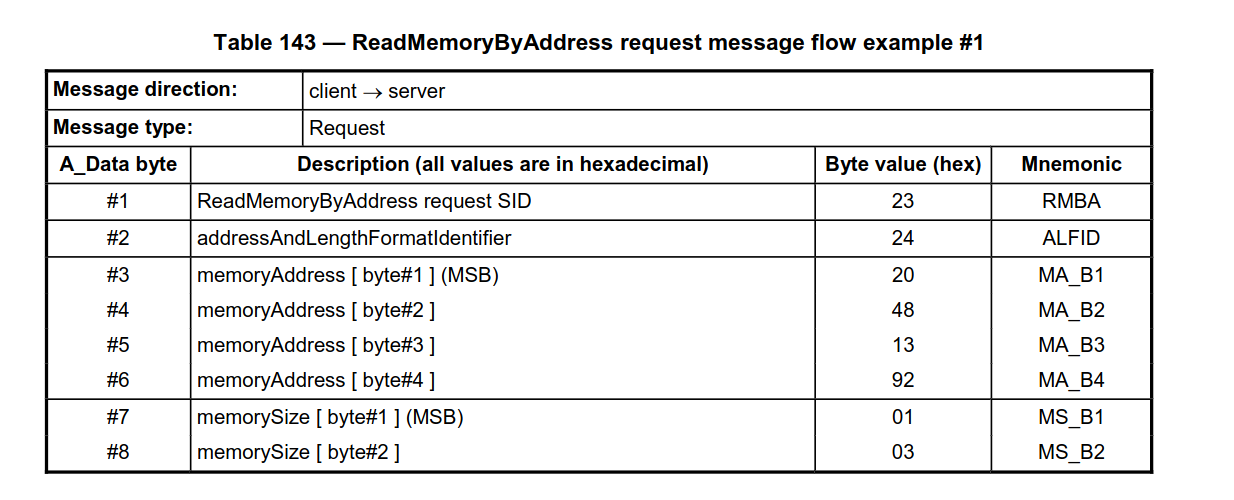 Table 143 — ReadMemoryByAddress request message flow example #1
Message direction: client → server
Message type: Request
A_Data byte Description (all values are in hexadecimal) Byte value (hex) Mnemonic
#1 ReadMemoryByAddress request SID 23 RMBA
#2 addressAndLengthFormatIdentifier 24 ALFID
#3 memoryAddress [ byte#1 ] (MSB) 20 MA_B1
#4 memoryAddress [ byte#2 ] 48 MA_B2
#5 memoryAddress [ byte#3 ] 13 MA_B3
#6 memoryAddress [ byte#4 ] 92 MA_B4
#7 memorySize [ byte#1 ] (MSB) 01 MS_B1
#8 memorySize [ byte#2 ] 03 MS_B2